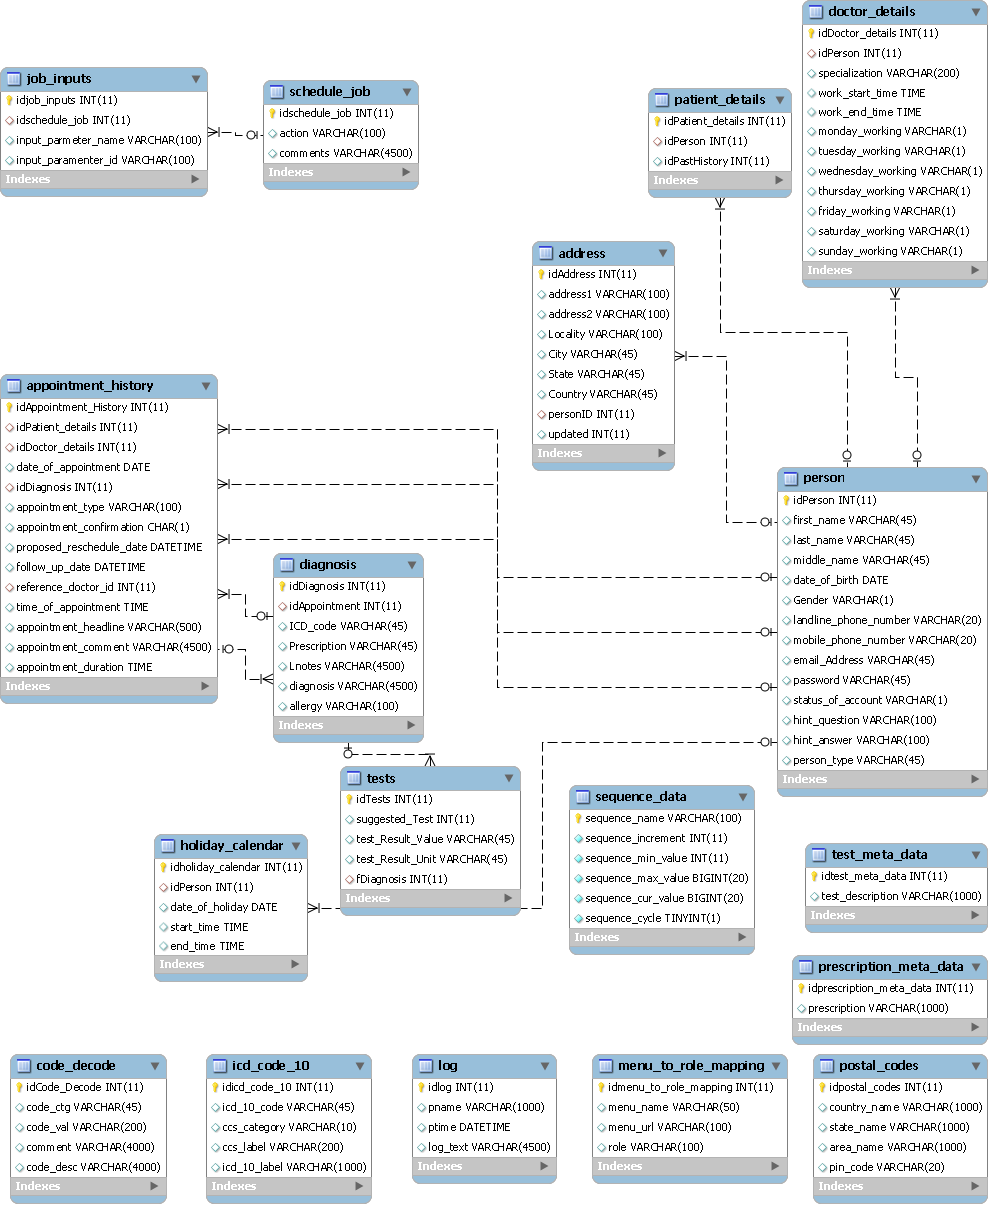 doctor_details
idDoctor_details INT(11)
idPerson INT(11)
specialization VARCHAR(200)
work_start_time TIME
work_end_time TIME
monday_working VARCHAR(1)
tuesday_working VARCHAR(1)
wednesday_working VARCHAR(1)
thursday_working VARCHAR(1)
friday_working VARCHAR(1)
saturday_working VARCHAR(1)
sunday_working VARCHAR(1)
Indexes
job_inputs
idjob_inputs INT(11)
idschedule_job INT(11)
input_parmeter_name VARCHAR(100)
input_paramenter_id VARCHAR(100)
Indexes
schedule_job
idschedule_job INT(11)
action VARCHAR(100)
comments VARCHAR(4500)
Indexes
patient_details
idPatient_details INT(11)
idPerson INT(11)
idPastHistory INT(11)
Indexes
address
idAddress INT(11)
address1 VARCHAR(100)
address2 VARCHAR(100)
Locality VARCHAR(100)
City VARCHAR(45)
State VARCHAR(45)
Country VARCHAR(45)
personID INT(11)
updated INT(11)
Indexes
appointment_history
idAppointment_History INT(11)
idPatient_details INT(11)
idDoctor_details INT(11)
date_of_appointment DATE
idDiagnosis INT(11)
appointment_type VARCHAR(100)
appointment_confirmation CHAR(1)
proposed_reschedule_date DATETIME
follow_up_date DATETIME
reference_doctor_id INT(11)
time_of_appointment TIME
appointment_headline VARCHAR(500)
appointment_comment VARCHAR(4500)
appointment_duration TIME
Indexes
person
idPerson INT(11)
first_name VARCHAR(45)
last_name VARCHAR(45)
middle_name VARCHAR(45)
date_of_birth DATE
Gender VARCHAR(1)
landline_phone_number VARCHAR(20)
mobile_phone_number VARCHAR(20)
email_Address VARCHAR(45)
password VARCHAR(45)
status_of_account VARCHAR(1)
hint_question VARCHAR(100)
hint_answer VARCHAR(100)
person_type VARCHAR(45)
Indexes
diagnosis
idDiagnosis INT(11)
idAppointment INT(11)
ICD_code VARCHAR(45)
Prescription VARCHAR(45)
Lnotes VARCHAR(4500)
diagnosis VARCHAR(4500)
allergy VARCHAR(100)
Indexes
tests
idTests INT(11)
suggested_Test INT(11)
test_Result_Value VARCHAR(45)
test_Result_Unit VARCHAR(45)
fDiagnosis INT(11)
Indexes
sequence_data
sequence_name VARCHAR(100)
sequence_increment INT(11)
sequence_min_value INT(11)
sequence_max_value BIGINT(20)
sequence_cur_value BIGINT(20)
sequence_cycle TINYINT(1)
Indexes
holiday_calendar
idholiday_calendar INT(11)
idPerson INT(11)
date_of_holiday DATE
start_time TIME
end_time TIME
Indexes
test_meta_data
idtest_meta_data INT(11)
test_description VARCHAR(1000)
Indexes
prescription_meta_data
idprescription_meta_data INT(11)
prescription VARCHAR(1000)
Indexes
code_decode
idCode_Decode INT(11)
code_ctg VARCHAR(45)
code_val VARCHAR(200)
comment VARCHAR(4000)
code_desc VARCHAR(4000)
Indexes
icd_code_10
idicd_code_10 INT(11)
icd_10_code VARCHAR(45)
ccs_category VARCHAR(10)
ccs_label VARCHAR(200)
icd_10_label VARCHAR(1000)
Indexes
log
idlog INT(11)
pname VARCHAR(1000)
ptime DATETIME
log_text VARCHAR(4500)
Indexes
menu_to_role_mapping
idmenu_to_role_mapping INT(11)
menu_name VARCHAR(50)
menu_url VARCHAR(100)
role VARCHAR(100)
Indexes
postal_codes
idpostal_codes INT(11)
country_name VARCHAR(1000)
state_name VARCHAR(1000)
area_name VARCHAR(1000)
pin_code VARCHAR(20)
Indexes